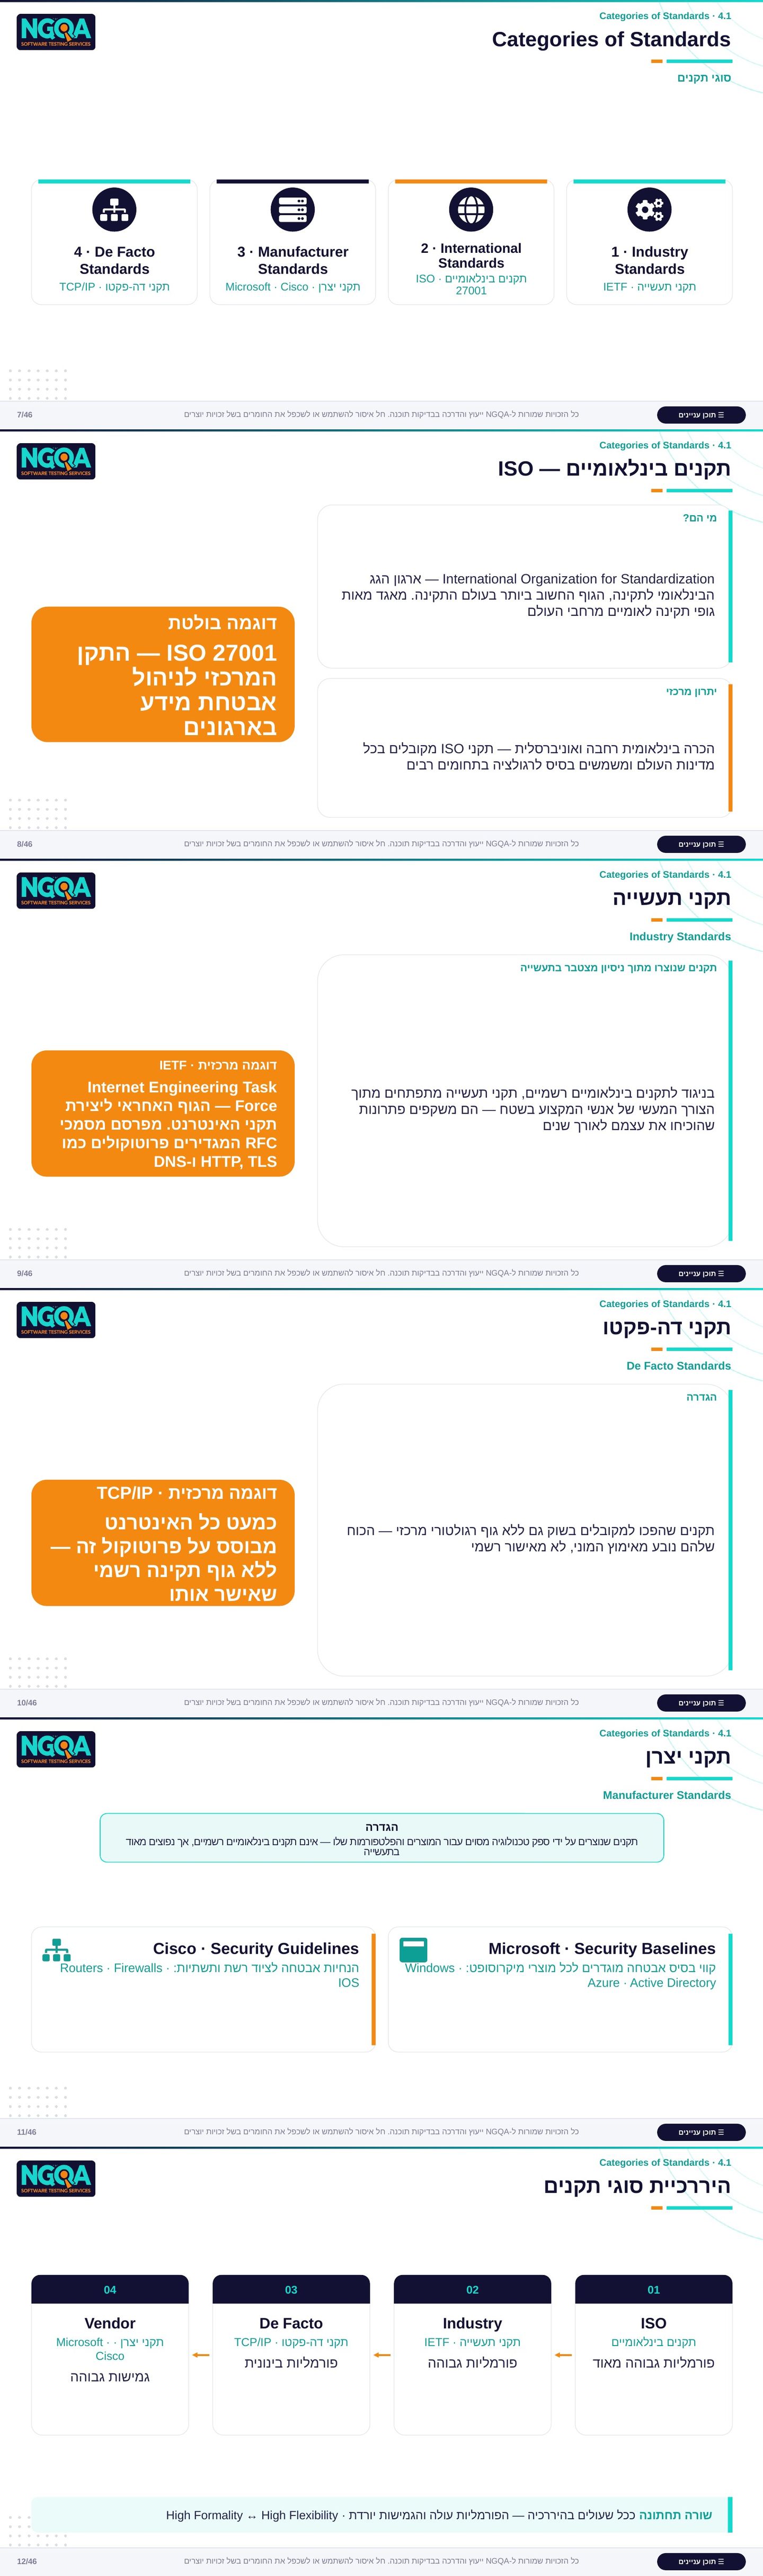 NGQA
SOFTWARE TESTING SERVICES
Categories of Standards · 4.1
Categories of Standards
סוגי תקנים
1 · Industry
Standards
תקני תעשייה · IETF
2 · International
Standards
תקנים בינלאומיים · ISO
27001
3 · Manufacturer
Standards
תקני יצרן · Microsoft · Cisco
4 · De Facto
Standards
תקני דה-פקטו · TCP/IP
☰ תוכן עניינים
כל הזכויות שמורות ל-NGQA ייעוץ והדרכה בבדיקות תוכנה. חל איסור להשתמש או לשכפל את החומרים בשל זכויות יוצרים
7/46
NGQA
SOFTWARE TESTING SERVICES
Categories of Standards · 4.1
תקנים בינלאומיים — ISO
מי הם?
International Organization for Standardization — ארגון הגג
הבינלאומי לתקינה, הגוף החשוב ביותר בעולם התקינה. מאגד מאות
גופי תקינה לאומיים מרחבי העולם
יתרון מרכזי
הכרה בינלאומית רחבה ואוניברסלית — תקני ISO מקובלים בכל
מדינות העולם ומשמשים בסיס לרגולציה בתחומים רבים
דוגמה בולטת
ISO 27001 — התקן
המרכזי לניהול
אבטחת מידע
בארגונים
☰ תוכן עניינים
כל הזכויות שמורות ל-NGQA ייעוץ והדרכה בבדיקות תוכנה. חל איסור להשתמש או לשכפל את החומרים בשל זכויות יוצרים
8/46
NGQA
SOFTWARE TESTING SERVICES
Categories of Standards · 4.1
תקני תעשייה
Industry Standards
תקנים שנוצרו מתוך ניסיון מצטבר בתעשייה
בניגוד לתקנים בינלאומיים רשמיים, תקני תעשייה מתפתחים מתוך
הצורך המעשי של אנשי המקצוע בשטח — הם משקפים פתרונות
שהוכיחו את עצמם לאורך שנים
דוגמה מרכזית · IETF
Internet Engineering Task
Force — הגוף האחראי ליצירת
תקני האינטרנט. מפרסם מסמכי
RFC המגדירים פרוטוקולים כמו
HTTP, TLS ו-DNS
☰ תוכן עניינים
כל הזכויות שמורות ל-NGQA ייעוץ והדרכה בבדיקות תוכנה. חל איסור להשתמש או לשכפל את החומרים בשל זכויות יוצרים
9/46
NGQA
SOFTWARE TESTING SERVICES
Categories of Standards · 4.1
תקני דה-פקטו
De Facto Standards
הגדרה
תקנים שהפכו למקובלים בשוק גם ללא גוף רגולטורי מרכזי — הכוח
שלהם נובע מאימוץ המוני, לא מאישור רשמי
דוגמה מרכזית · TCP/IP
כמעט כל האינטרנט
מבוסס על פרוטוקול זה —
ללא גוף תקינה רשמי
שאישר אותו
☰ תוכן עניינים
כל הזכויות שמורות ל-NGQA ייעוץ והדרכה בבדיקות תוכנה. חל איסור להשתמש או לשכפל את החומרים בשל זכויות יוצרים
10/46
NGQA
SOFTWARE TESTING SERVICES
Categories of Standards · 4.1
תקני יצרן
Manufacturer Standards
הגדרה
תקנים שנוצרים על ידי ספק טכנולוגיה מסוים עבור המוצרים והפלטפורמות שלו — אינם תקנים בינלאומיים רשמיים, אך נפוצים מאוד
בתעשייה
Microsoft · Security Baselines
קווי בסיס אבטחה מוגדרים לכל מוצרי מיקרוסופט: Windows ·
Azure · Active Directory
Cisco · Security Guidelines
הנחיות אבטחה לציוד רשת ותשתיות: Routers · Firewalls ·
IOS
☰ תוכן עניינים
כל הזכויות שמורות ל-NGQA ייעוץ והדרכה בבדיקות תוכנה. חל איסור להשתמש או לשכפל את החומרים בשל זכויות יוצרים
11/46
NGQA
SOFTWARE TESTING SERVICES
Categories of Standards · 4.1
היררכיית סוגי תקנים
01
ISO
תקנים בינלאומיים
פורמליות גבוהה מאוד
02
Industry
תקני תעשייה · IETF
פורמליות גבוהה
03
De Facto
תקני דה-פקטו · TCP/IP
פורמליות בינונית
04
Vendor
תקני יצרן · Microsoft ·
Cisco
גמישות גבוהה
שורה תחתונה ככל שעולים בהיררכיה — הפורמליות עולה והגמישות יורדת · High Formality ↔ High Flexibility
☰ תוכן עניינים
כל הזכויות שמורות ל-NGQA ייעוץ והדרכה בבדיקות תוכנה. חל איסור להשתמש או לשכפל את החומרים בשל זכויות יוצרים
12/46